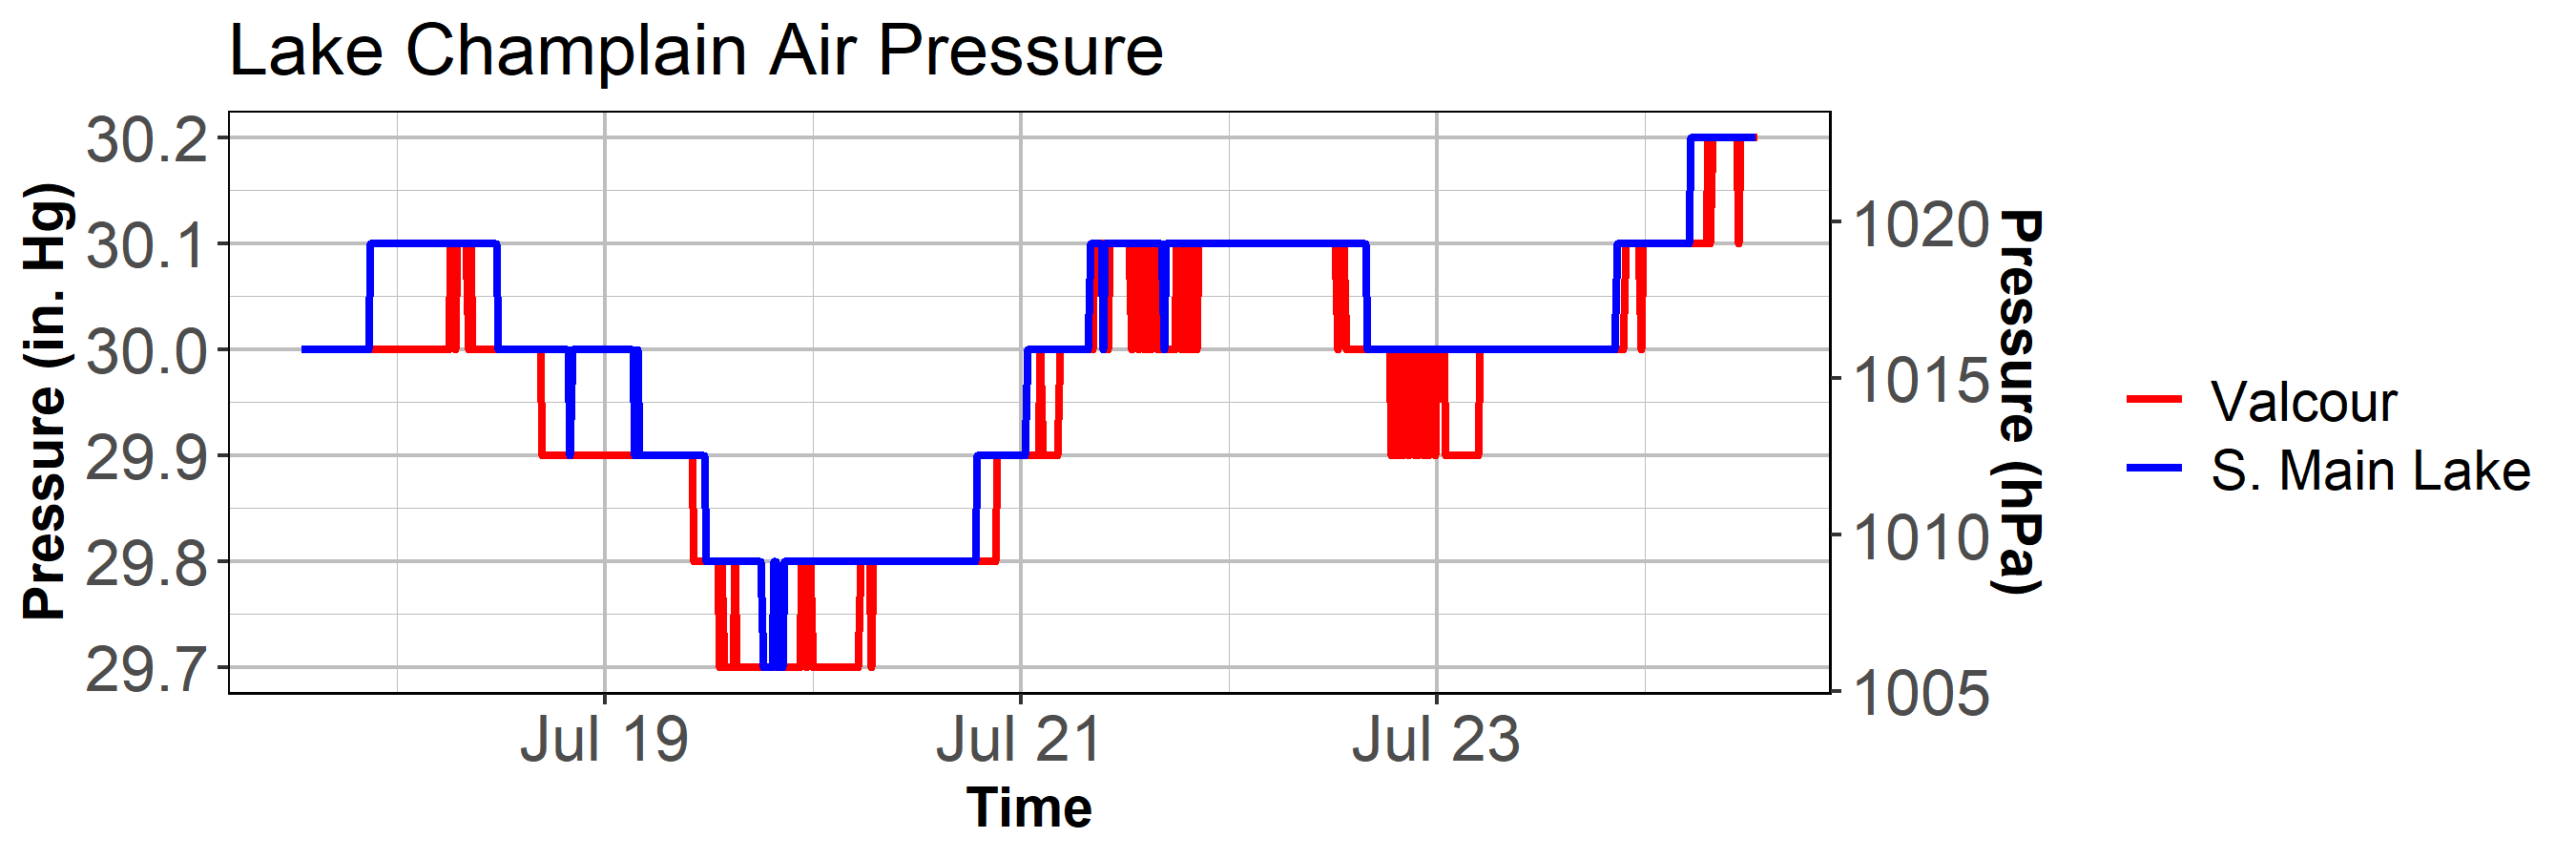 Lake Champlain Air Pressure
Pressure (in. Hg)
30.2
30.1
30.0
29.9
29.8
29.7
1020
1015
1010
1005
Pressure (hPa)
Jul 19
Jul 21
Jul 23
Time
Valcour
S. Main Lake